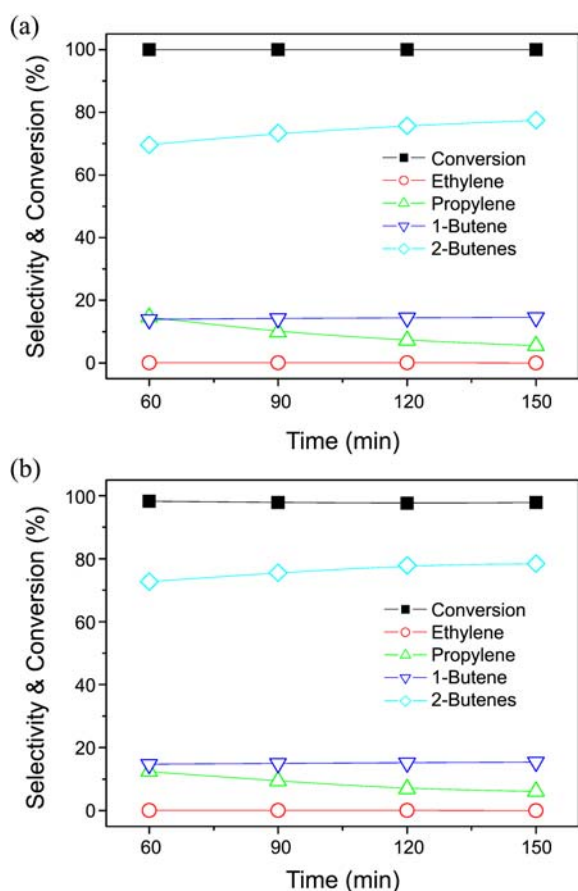 (a)
Selectivity & Conversion (%)
100
80
60
40
20
0
Conversion
Ethylene
Propylene
1-Butene
2-Butenes
60 90 120 150
Time (min)
(b)
Selectivity & Conversion (%)
100
80
60
40
20
0
Conversion
Ethylene
Propylene
1-Butene
2-Butenes
60 90 120 150
Time (min)